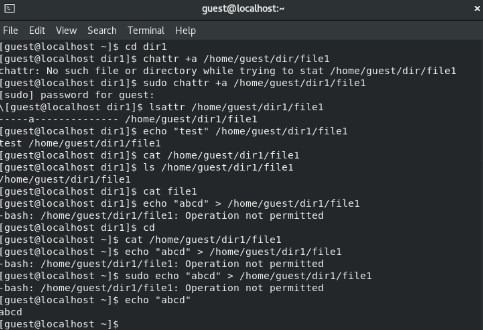 guest@localhost:~
File Edit View Search Terminal Help
[guest@localhost ~]$ cd dir1
[guest@localhost dir1]$ chattr +a /home/guest/dir/file1
chattr: No such file or directory while trying to stat /home/guest/dir/file1
[guest@localhost dir1]$ sudo chattr +a /home/guest/dir1/file1
[sudo] password for guest:
\[guest@localhost dir1]$ lsattr /home/guest/dir1/file1
-----a-------------- /home/guest/dir1/file1
[guest@localhost dir1]$ echo "test" /home/guest/dir1/file1
test /home/guest/dir1/file1
[guest@localhost dir1]$ cat /home/guest/dir1/file1
[guest@localhost dir1]$ ls /home/guest/dir1/file1
/home/guest/dir1/file1
[guest@localhost dir1]$ cat file1
[guest@localhost dir1]$ echo "abcd" > /home/guest/dir1/file1
-bash: /home/guest/dir1/file1: Operation not permitted
[guest@localhost dir1]$ cd
[guest@localhost ~]$ cat /home/guest/dir1/file1
[guest@localhost ~]$ echo "abcd" > /home/guest/dir1/file1
-bash: /home/guest/dir1/file1: Operation not permitted
[guest@localhost ~]$ sudo echo "abcd" > /home/guest/dir1/file1
-bash: /home/guest/dir1/file1: Operation not permitted
[guest@localhost ~]$ echo "abcd"
abcd
[guest@localhost ~]$